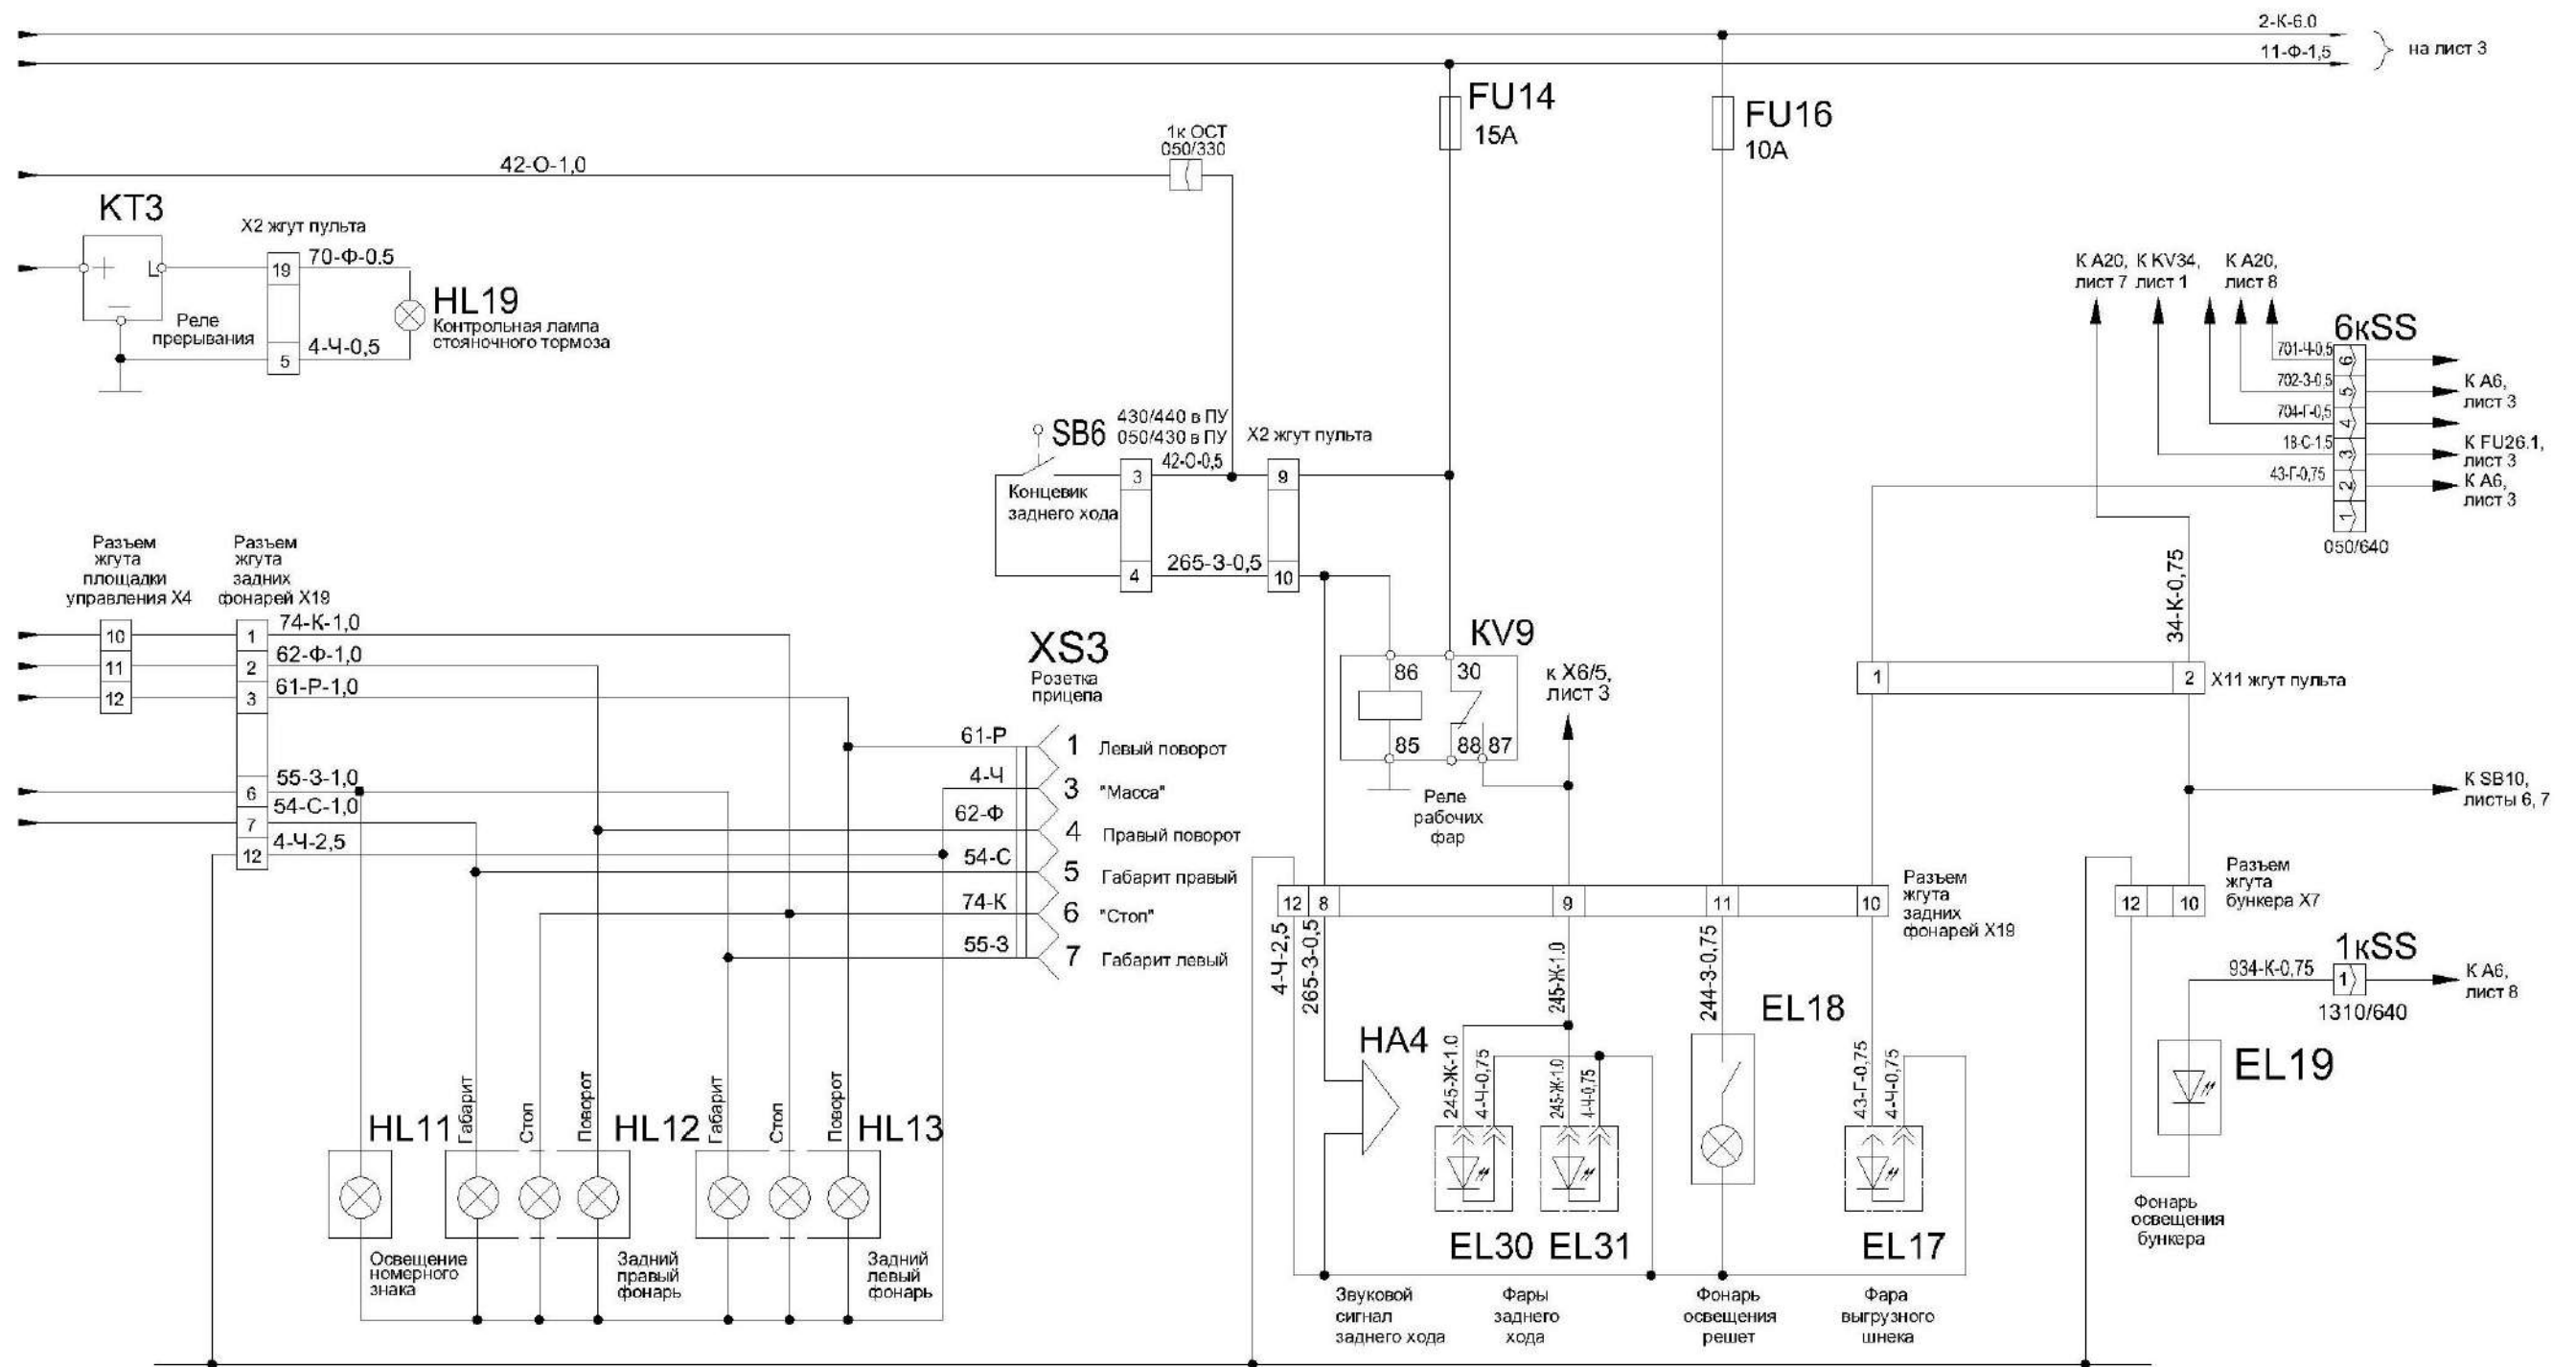 2-К-6.0
11-Ф-1,5
на лист 3
FU14
15А
FU16
10А
1к ОСТ
050/330
42-О-1,0
КТ3
+
L
Х2 жгут пульта
19
70-Ф-0.5
HL19
Контрольная лампа
стояночного тормоза
Реле
прерывания
4-Ч-0,5
5
К А20,
лист 7
К KV34,
лист 1
К А20,
лист 8
6кSS
701-Ч-0,5
6
702-З-0,5
5
К А6,
лист 3
704-Г-0,5
4
18-С-1.5
3
К FU26.1,
лист 3
43-Г-0,75
2
К А6,
лист 3
1
050/640
SB6
430/440 в ПУ
050/430 в ПУ
Х2 жгут пульта
42-О-0,5
3
9
Концевик
заднего хода
265-З-0,5
4
10
34-К-0,75
Разъем
жгута
площадки
управления Х4
Разъем
жгута
задних
фонарей Х19
10
1
74-К-1,0
11
2
62-Ф-1,0
12
3
61-Р-1,0
6
55-З-1,0
7
54-С-1,0
12
4-Ч-2,5
XS3
Розетка
прицепа
61-Р
1
Левый поворот
4-Ч
3
"Масса"
62-Ф
4
Правый поворот
54-С
5
Габарит правый
74-К
6
"Стоп"
55-З
7
Габарит левый
KV9
86
30
85
88
87
Реле
рабочих
фар
к Х6/5,
лист 3
1
2
Х11 жгут пульта
К SB10,
листы 6, 7
12
8
9
11
10
Разъем
жгута
задних
фонарей Х19
12
10
Разъем
жгута
бункера Х7
4-Ч-2,5
265-З-0,5
245-Ж-1.0
244-З-0,75
1кSS
934-К-0,75
1
К А6,
лист 8
1310/640
EL19
Фонарь
освещения
бункера
HA4
EL18
245-Ж-1.0
4-Ч-0,75
245-Ж-1.0
4-Ч-0,75
43-Г-0,75
4-Ч-0,75
EL30
EL31
EL17
HL11
Габарит
Стоп
Поворот
HL12
Габарит
Стоп
Поворот
HL13
Освещение
номерного
знака
Задний
правый
фонарь
Задний
левый
фонарь
Звуковой
сигнал
заднего хода
Фары
заднего
хода
Фонарь
освещения
решет
Фара
выгрузного
шнека